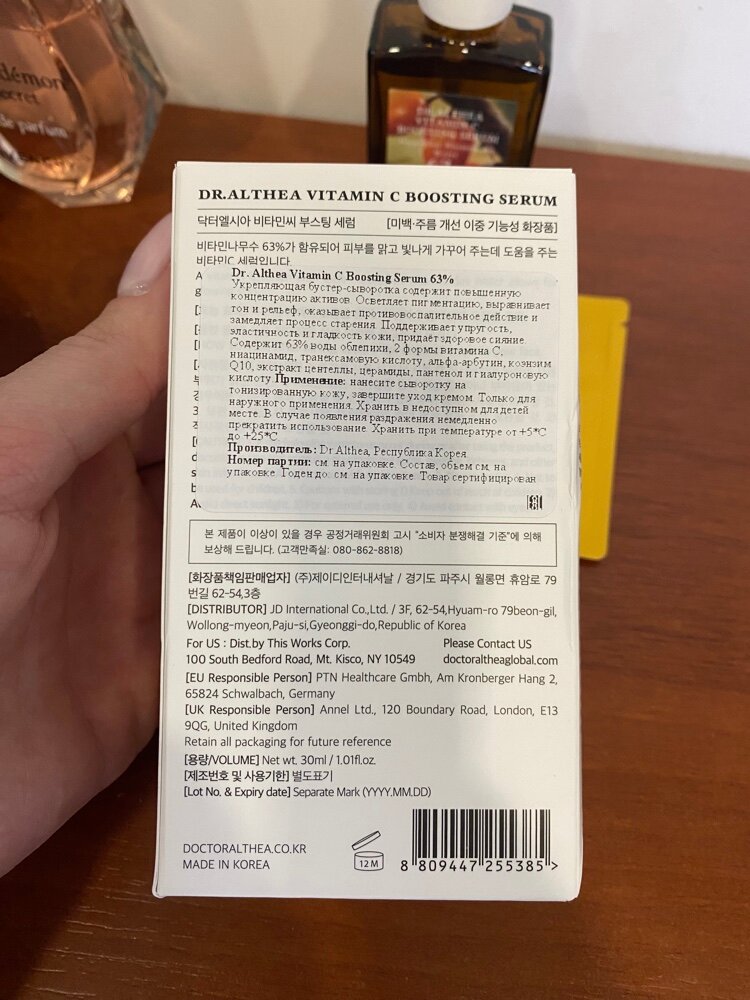 démon
secret
de parfum
DR.ALTHEA
VITAMIN C
BOOSTING SERUM
DR.ALTHEA VITAMIN C BOOSTING SERUM
닥터엘시아 비타민씨 부스팅 세럼 [미백·주름 개선 이중 기능성 화장품]
비타민나무수 63%가 함유되어 피부를 맑고 빛나게 가꾸어 주는데 도움을 주는
비타민C 세럼입니다.
Dr. Althea Vitamin C Boosting Serum 63%
Укрепляющая бустер-сыворотка содержит повышенную
концентрацию активов. Осветляет пигментацию, выравнивает
тон и рельеф, оказывает противовоспалительное действие и
замедляет процесс старения. Поддерживает упругость,
эластичность и гладкость кожи, придаёт здоровое сияние.
Содержит 63% воды облепихи, 2 формы витамина С,
ниацинамид, транексамовую кислоту, альфа-арбутин, коэнзим
Q10, экстракт центеллы, церамиды, пантенол и гиалуроновую
кислоту. Применение: нанесите сыворотку на
тонизированную кожу, завершите уход кремом. Только для
наружного применения. Хранить в недоступном для детей
месте. В случае появления раздражения немедленно
прекратить использование. Хранить при температуре от +5*С
до +25*С
Производитель: Dr.Althea, Республика Корея.
Номер партии: см. на упаковке. Состав, объем см. на
упаковке. Годен до: см. на упаковке. Товар сертифицирован
EAC
본 제품이 이상이 있을 경우 공정거래위원회 고시 "소비자 분쟁해결 기준"에 의해
보상해 드립니다. (고객만족실: 080-862-8818)
[화장품책임판매업자] (주)제이디인터내셔날 / 경기도 파주시 월롱면 휴암로 79
번길 62-54,3층
[DISTRIBUTOR] JD International Co.,Ltd. / 3F, 62-54,Hyuam-ro 79beon-gil,
Wollong-myeon,Paju-si,Gyeonggi-do,Republic of Korea
For US : Dist.by This Works Corp. Please Contact US
100 South Bedford Road, Mt. Kisco, NY 10549 doctoraltheaglobal.com
[EU Responsible Person] PTN Healthcare Gmbh, Am Kronberger Hang 2,
65824 Schwalbach, Germany
[UK Responsible Person] Annel Ltd., 120 Boundary Road, London, E13
9QG, United Kingdom
Retain all packaging for future reference
[용량/VOLUME] Net wt. 30ml / 1.01fl.oz.
[제조번호 및 사용기한] 별도표기
[Lot No. & Expiry date] Separate Mark (YYYY.MM.DD)
DOCTORALTHEA.CO.KR
MADE IN KOREA
12 M
8 809447 255385 >